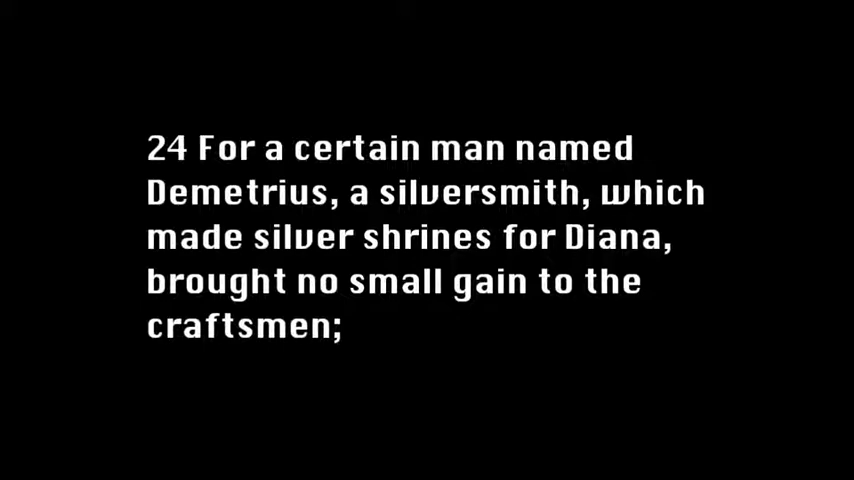 24 For a certain man named
Demetrius, a silversmith, which
made silver shrines for Diana,
brought no small gain to the
craftsmen;